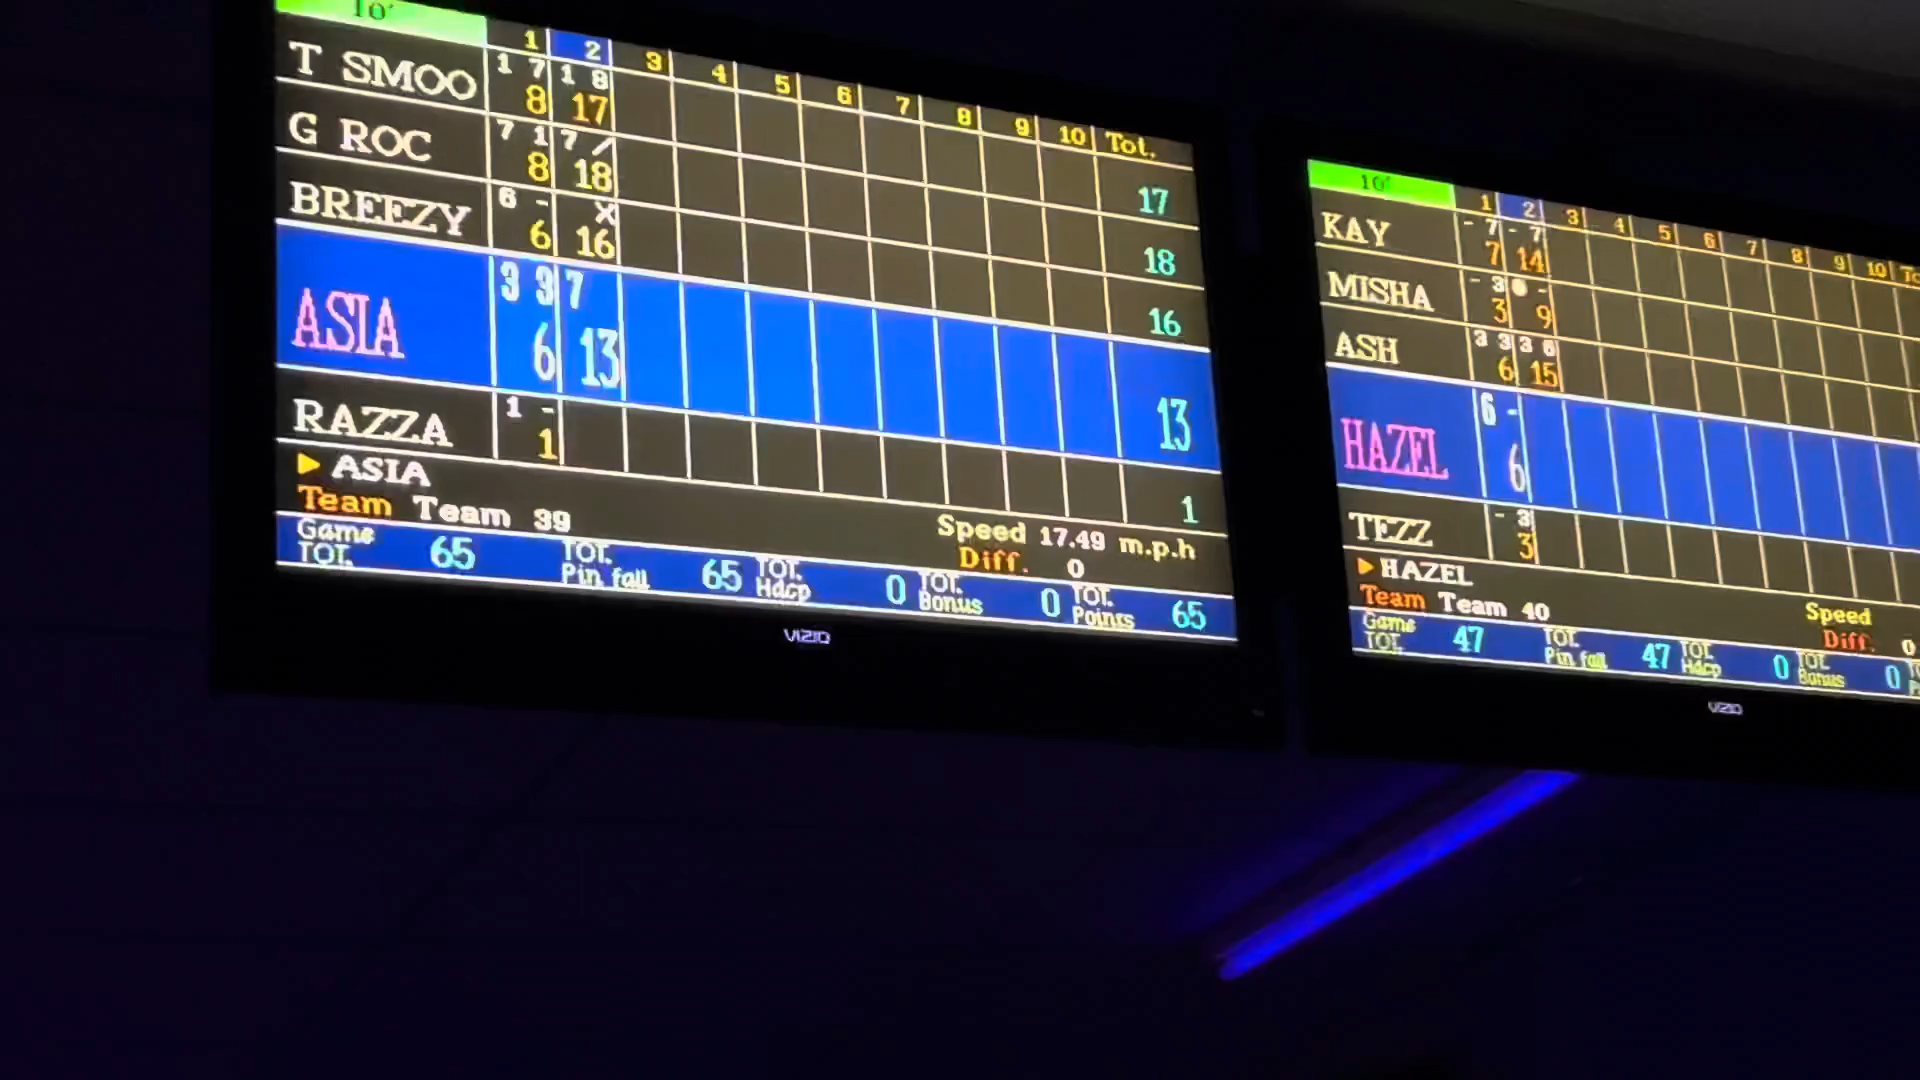 10'
1 2 3 4 5 6 7 8 9 10 Tot.
T SMOO 1 7 1 8
8 17 17
G ROC 7 1 7 /
8 18 18
BREEZY 6 - X
6 16 16
ASIA 3 3 7
6 13 13
RAZZA 1 -
1 1
▶ ASIA
Team Team 39 Speed 17.49 m.p.h
Diff. 0
Game TOT. 65 TOT. Pin fall 65 TOT. Hdcp 0 TOT. Bonus 0 TOT. Points 65
VIZIO
10'
1 2 3 4 5 6 7 8 9 10
KAY - 7 - 7
7 14
MISHA - 3 ● -
3 9
ASH 3 3 3 6
6 15
HAZEL 6 -
6
TEZZ - 3
3
▶ HAZEL
Team Team 40 Speed
Diff. 0
Game TOT. 47 TOT. Pin fall 47 TOT. Hdcp 0 TOT. Bonus 0
VIZIO